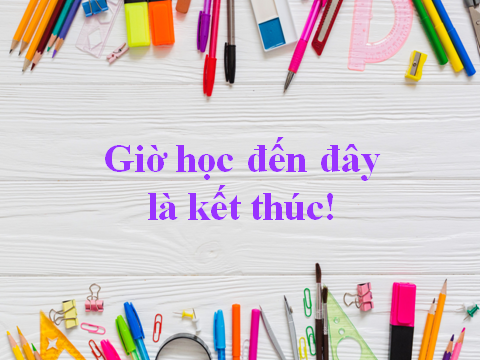 Giờ học đến đây
là kết thúc!